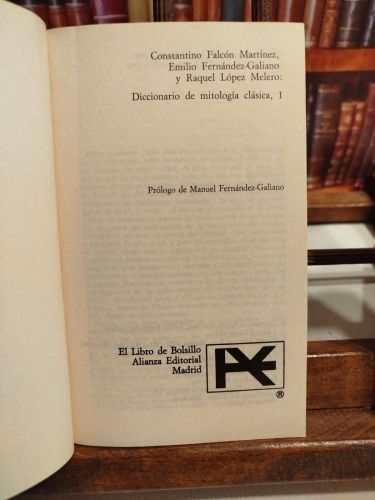 Constantino Falcón Martínez,
Emilio Fernández-Galiano
y Raquel López Melero:
Diccionario de mitología clásica, 1
Prólogo de Manuel Fernández-Galiano
El Libro de Bolsillo
Alianza Editorial
Madrid
®